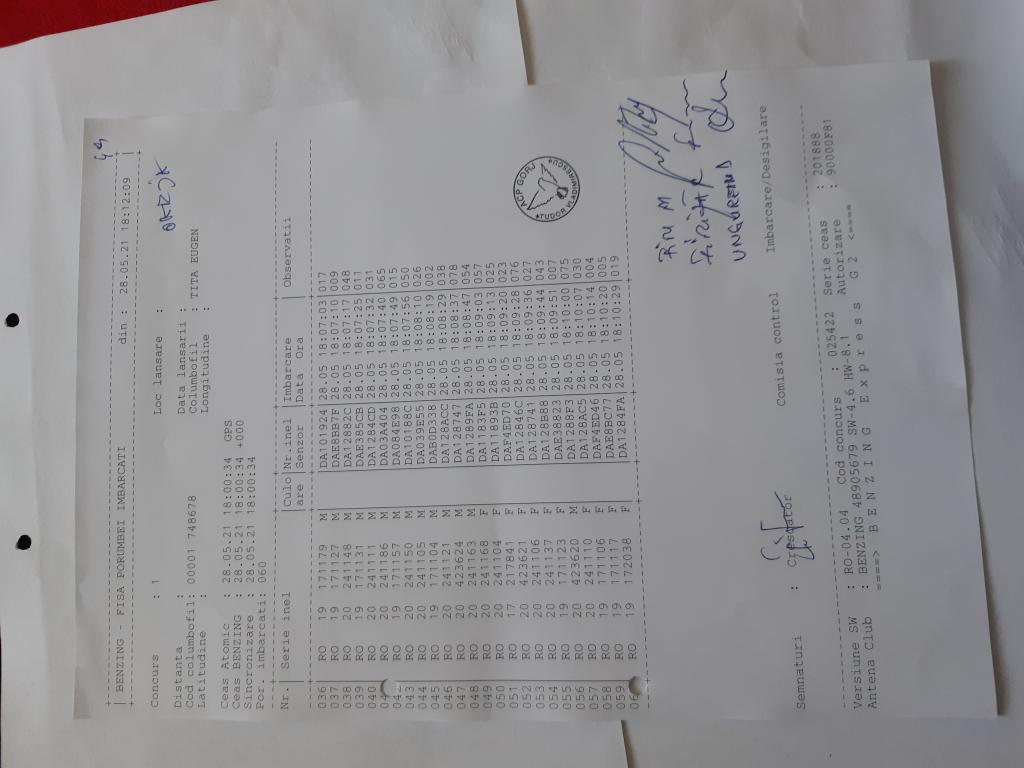 44
BENZING - FISA PORUMBEI IMBARCATI din : 28.05.21 18:12:09
Concurs : 1 Loc lansare :
Distanta : Data lansarii :
Cod columbofil: 00001 748678 Columbofil : TITA EUGEN
Latitudine : Longitudine :
Ceas Atomic : 28.05.21 18:00:34 GPS
Ceas BENZING : 28.05.21 18:00:34 +000
Sincronizare : 28.05.21 18:00:34
Por. imbarcati: 060
Nr. | Serie inel |Culo|Nr.inel |Imbarcare | Observatii
|are |Senzor |Data Ora |
036 RO 19 171179 M DA101924 28.05 18:07:03 017
037 RO 19 171127 M DAE8BB7F 28.05 18:07:11 009
038 RO 20 241148 M DA12882C 28.05 18:07:17 048
039 RO 19 171131 M DAE385CB 28.05 18:07:25 011
040 RO 20 241111 M DA1284CD 28.05 18:07:32 031
04 RO 20 241186 M DA03A404 28.05 18:07:40 065
042 RO 19 171157 M DA084E98 28.05 18:07:49 015
043 RO 20 241150 M DA10188C 28.05 18:07:56 050
044 RO 20 241109 M DA039E55 28.05 18:08:10 026
045 RO 19 171104 M DAB0D338 28.05 18:08:19 002
046 RO 20 241121 M DA128ACC 28.05 18:08:29 038
047 RO 20 423624 M DA128747 28.05 18:08:37 078
048 RO 20 241163 M DA1289FA 28.05 18:08:47 054
049 RO 20 241168 F DA1183F5 28.05 18:09:03 057
050 RO 20 241104 F DA11893B 28.05 18:09:13 025
051 RO 17 217841 F DAF4ED70 28.05 18:09:20 023
052 RO 20 423621 F DA12846C 28.05 18:09:28 076
053 RO 20 241106 F DA128741 28.05 18:09:36 027
054 RO 20 241137 F DA128B88 28.05 18:09:44 043
055 RO 19 171123 F DAE38823 28.05 18:09:51 007
056 RO 20 423620 M DA1288F3 28.05 18:10:00 075
057 RO 20 241110 F DA128AC5 28.05 18:10:07 030
058 RO 19 171106 F DAF4ED46 28.05 18:10:14 004
059 RO 19 171117 F DAE8BC77 28.05 18:10:20 045
06 RO 19 172038 F DA1284FA 28.05 18:10:29 019
ACP GORJ
*TUDOR VLADIMIRESCU*
UNGUREANU
Semnaturi : Crescator Comisia control Imbarcare/Desigilare
Versiune SW : RO-04.04 Cod concurs : 025422 Serie ceas : 201888
Antena Club : BENZING 48905679 SW-4.6 HW-8.1 Autorizare : 90000F81
====> B E N Z I N G E x p r e s s G 2 <====